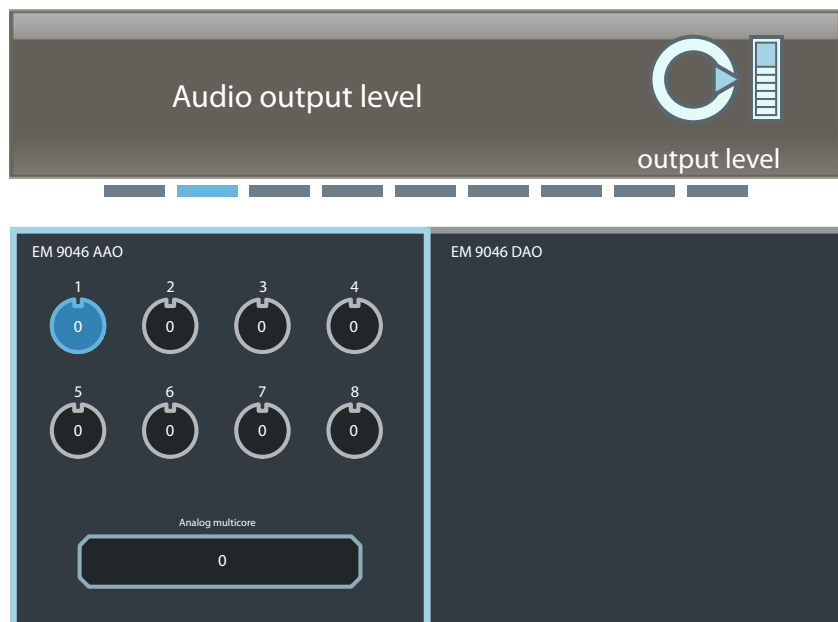 Audio output level
output level
EM 9046 AAO
EM 9046 DAO
1 2 3 4
0 0 0 0
5 6 7 8
0 0 0 0
Analog multicore
0